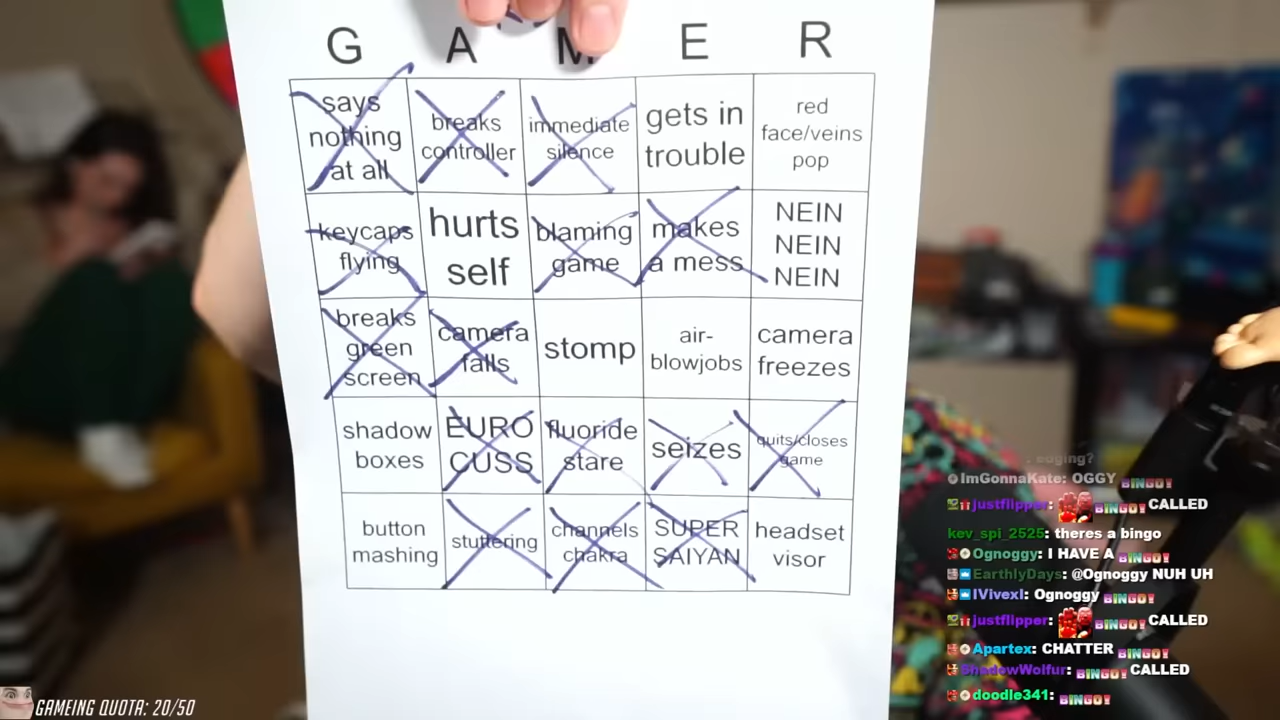 G A M E R
says
nothing
at all
breaks
controller
immediate
silence
gets in
trouble
red
face/veins
pop
keycaps
flying
hurts
self
blaming
game
makes
a mess
NEIN
NEIN
NEIN
breaks
green
screen
camera
falls
stomp
air-
blowjobs
camera
freezes
shadow
boxes
EURO
CUSS
fluoride
stare
seizes
quits/closes
game
button
mashing
stuttering
channels
chakra
SUPER
SAIYAN
headset
visor
edging?
ImGonnaKate: OGGY BINGO!
justflipper: BINGO! CALLED
kev_spi_2525: theres a bingo
Ognoggy: I HAVE A BINGO!
EarthlyDays: @Ognoggy NUH UH
IVivexI: Ognoggy BINGO!
justflipper: BINGO! CALLED
Apartex: CHATTER BINGO!
ShadowWolfur: BINGO! CALLED
doodle341: BINGO!
GAMEING QUOTA: 20/50